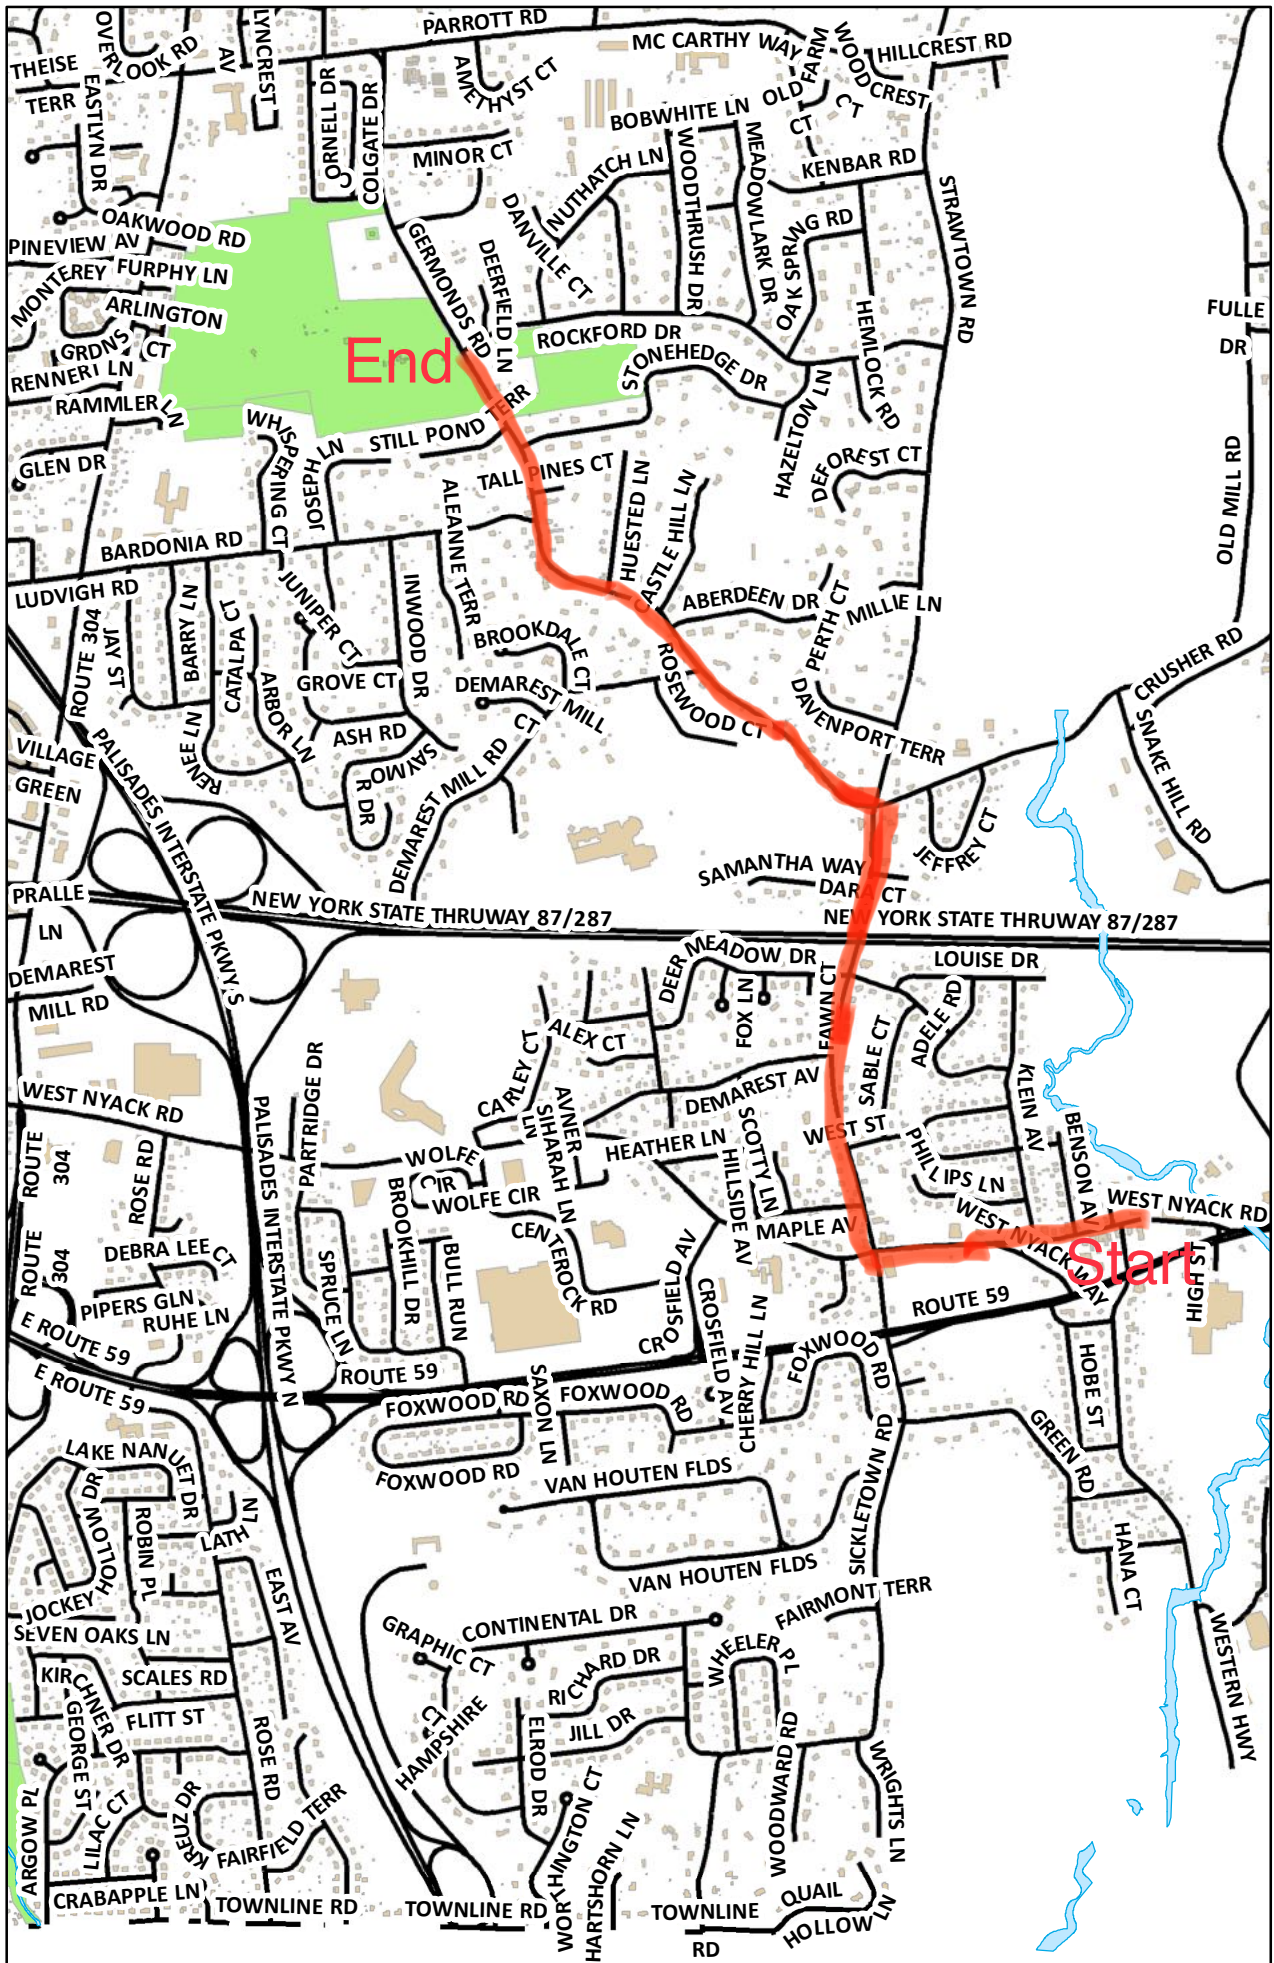 PARROTT RD
MC CARTHY WAY
OLD FARM
CT
WOODCREST
CT
HILLCREST RD
THEISE
TERR
OVERLOOK RD
AV
LYNCREST
EASTLYN DR
CORNELL DR
COLGATE DR
AMETHYST CT
MINOR CT
BOBWHITE LN
NUTHATCH LN
WOODTHRUSH DR
MEADOWLARK DR
KENBAR RD
STRAWTOWN RD
OAKWOOD RD
PINEVIEW AV
FURPHY LN
MONTEREY
GRDNS
ARLINGTON
CT
RENNERT LN
RAMMLER LN
GLEN DR
GERMONDS RD
DEERFIELD LN
DANVILLE CT
OAK SPRING RD
HEMLOCK RD
FULLE
DR
ROCKFORD DR
STONEHEDGE DR
HAZELTON LN
End
WHISPERING CT
JOSEPH LN
STILL POND TERR
TALL PINES CT
DEFOREST CT
OLD MILL RD
BARDONIA RD
LUDVIGH RD
ALEANNE TERR
HUESTED LN
CASTLE HILL LN
ABERDEEN DR
PERTH CT
MILLIE LN
ROUTE 304
JAY ST
BARRY LN
CATALPA CT
JUNIPER CT
INWOOD DR
BROOKDALE CT
GROVE CT
ARBOR LN
RENEE LN
ASH RD
SAYMO
R DR
DEMAREST MILL
CT
DEMAREST MILL RD
ROSEWOOD CT
DAVENPORT TERR
CRUSHER RD
SNAKE HILL RD
JEFFREY CT
VILLAGE
GREEN
PALISADES INTERSTATE PKWY S
SAMANTHA WAY
DARA CT
PRALLE
LN
NEW YORK STATE THRUWAY 87/287
NEW YORK STATE THRUWAY 87/287
DEMAREST
MILL RD
DEER MEADOW DR
FOX LN
FAWN CT
LOUISE DR
ADELE RD
SABLE CT
ALEX CT
CARLEY CT
DEMAREST AV
KLEIN AV
BENSON AV
WEST NYACK RD
ROUTE
304
ROSE RD
PARTRIDGE DR
PALISADES INTERSTATE PKWY N
AVNER
LN
SIHARAH LN
HEATHER LN
SCOTTY LN
HILLSIDE AV
WEST ST
PHILLIPS LN
WOLFE
CIR
WOLFE CIR
MAPLE AV
WEST NYACK WAY
WEST NYACK RD
Start
ROUTE
304
DEBRA LEE CT
PIPERS GLN
RUHE LN
SPRUCE LN
BROOKHILL DR
BULL RUN
CENTEROCK RD
CROSFIELD AV
CROSFIELD AV
CHERRY HILL LN
ROUTE 59
HIGH ST
E ROUTE 59
E ROUTE 59
ROUTE 59
FOXWOOD RD
SAXON LN
FOXWOOD RD
FOXWOOD RD
HOBE ST
FOXWOOD RD
VAN HOUTEN FLDS
SICKLETOWN RD
GREEN RD
LAKE NANUET DR
JOCKEY HOLLOW DR
ROBIN PL
LATH
LN
HANA CT
VAN HOUTEN FLDS
FAIRMONT TERR
EAST AV
CONTINENTAL DR
GRAPHIC CT
WHEELER PL
WESTERN HWY
SEVEN OAKS LN
KIRCHNER DR
SCALES RD
RICHARD DR
GEORGE ST
FLITT ST
ROSE RD
HAMPSHIRE
CT
ELROD DR
JILL DR
WOODWARD RD
WRIGHTS LN
ARGOW PL
LILAC CT
KREUZ DR
FAIRFIELD TERR
WORTHINGTON CT
HARTSHORN LN
CRABAPPLE LN
TOWNLINE RD
TOWNLINE RD
TOWNLINE
RD
QUAIL
HOLLOW LN